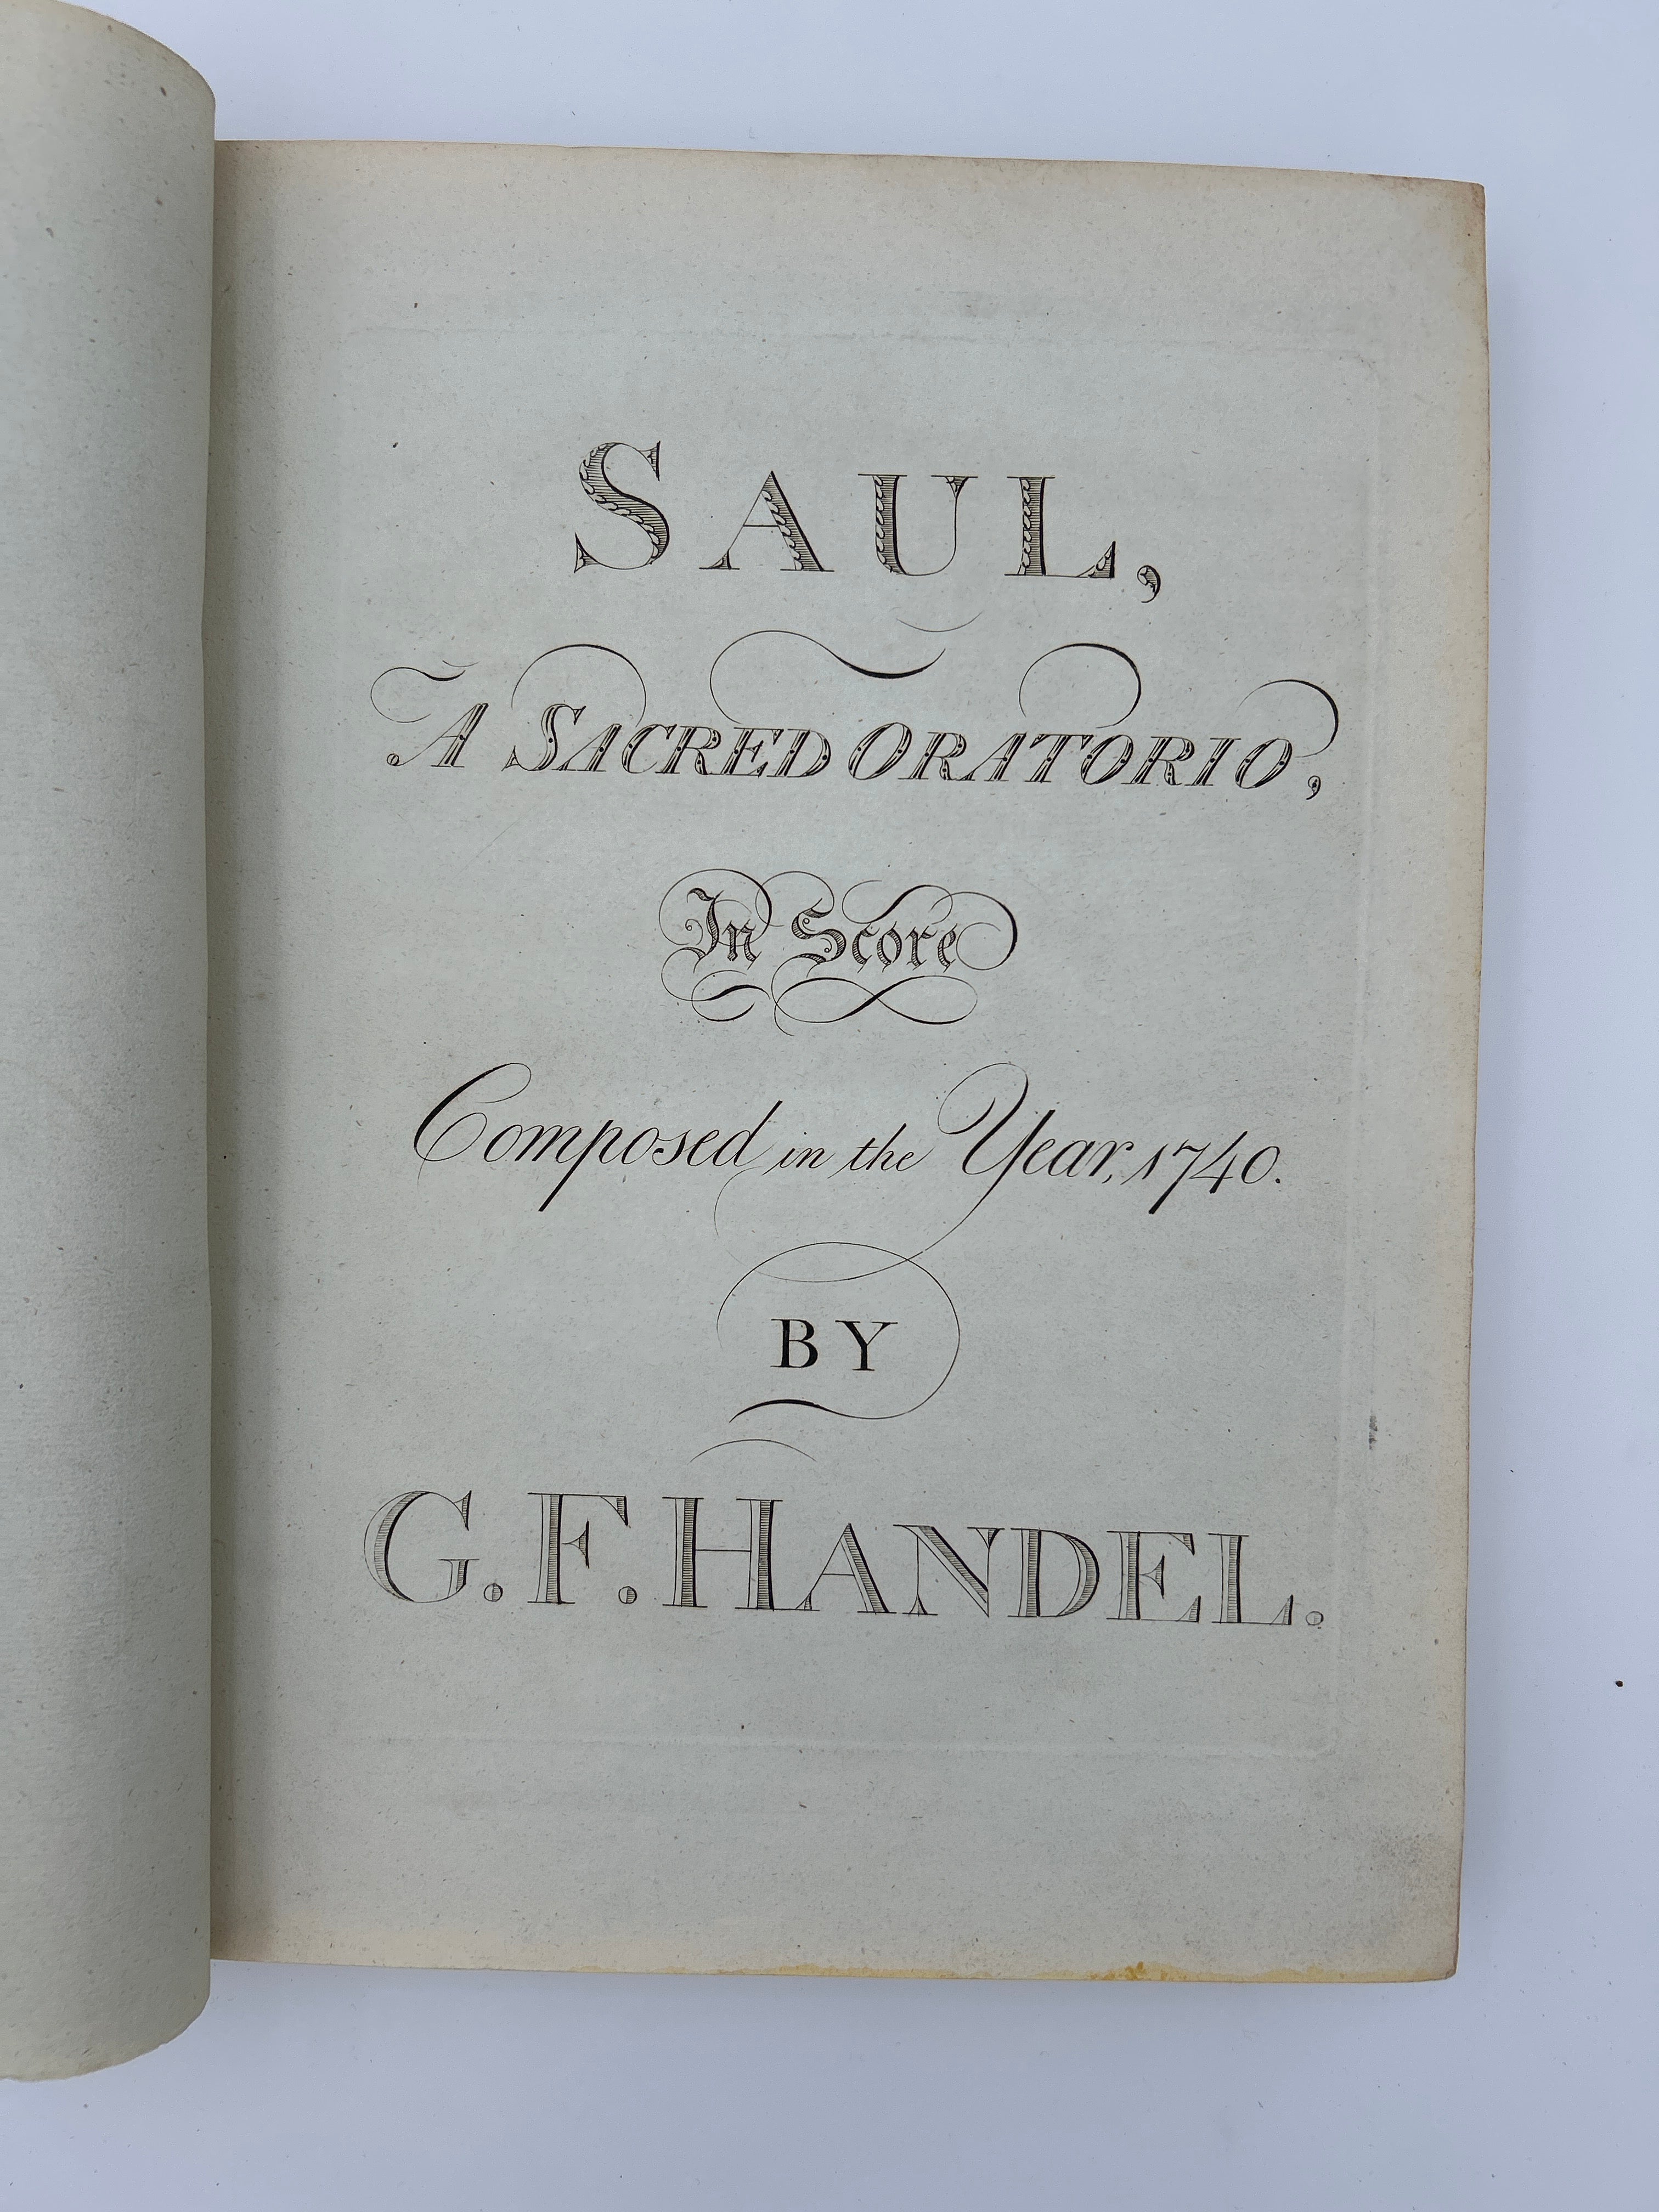 SAUL,
A SACRED ORATORIO,
In Score
Composed in the Year, 1740.
BY
G. F. HANDEL.